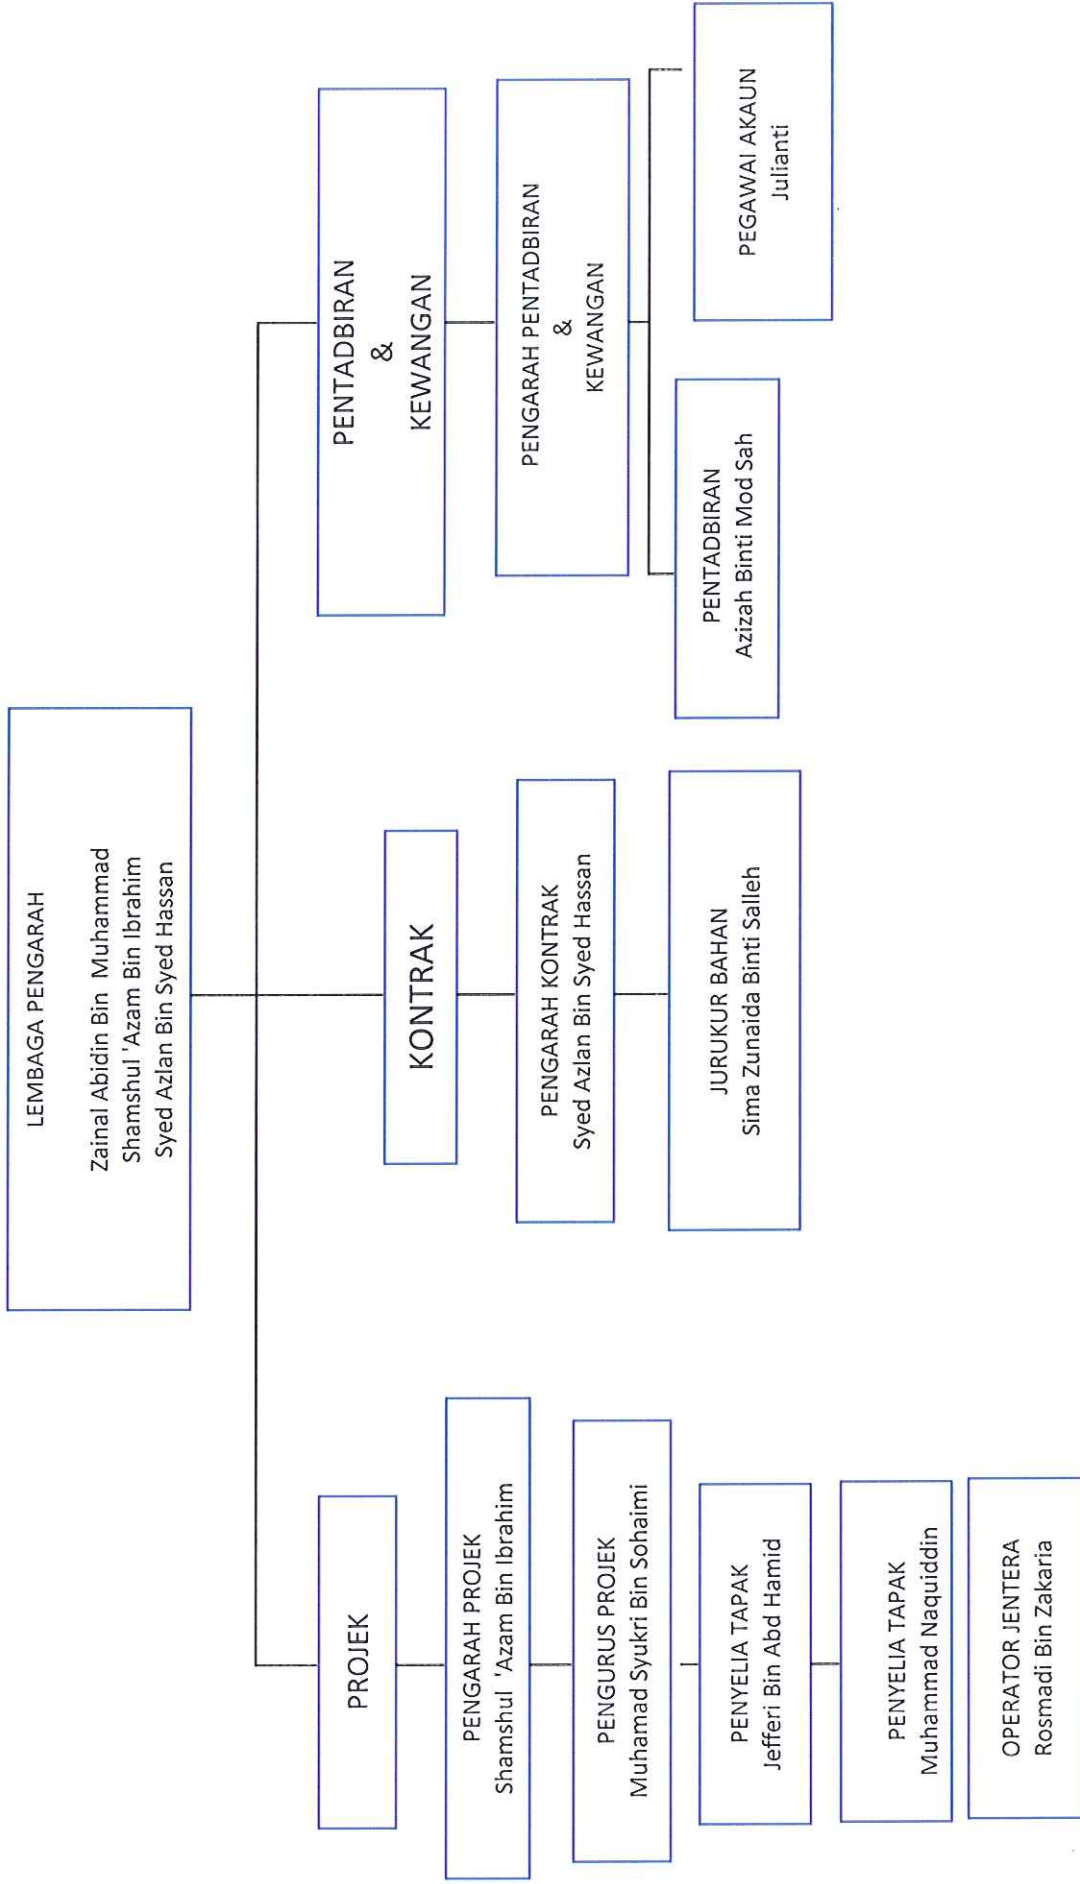 LEMBAGA PENGARAH
Zainal Abidin Bin Muhammad
Shamshul 'Azam Bin Ibrahim
Syed Azlan Bin Syed Hassan
PROJEK
PENGARAH PROJEK
Shamshul 'Azam Bin Ibrahim
PENGURUS PROJEK
Muhamad Syukri Bin Sohaimi
PENYELIA TAPAK
Jefferi Bin Abd Hamid
PENYELIA TAPAK
Muhammad Naquiddin
OPERATOR JENTERA
Rosmadi Bin Zakaria
KONTRAK
PENGARAH KONTRAK
Syed Azlan Bin Syed Hassan
JURUKUR BAHAN
Sima Zunaida Binti Salleh
PENTADBIRAN
&
KEWANGAN
PENGARAH PENTADBIRAN
&
KEWANGAN
PENTADBIRAN
Azizah Binti Mod Sah
PEGAWAI AKAUN
Julianti